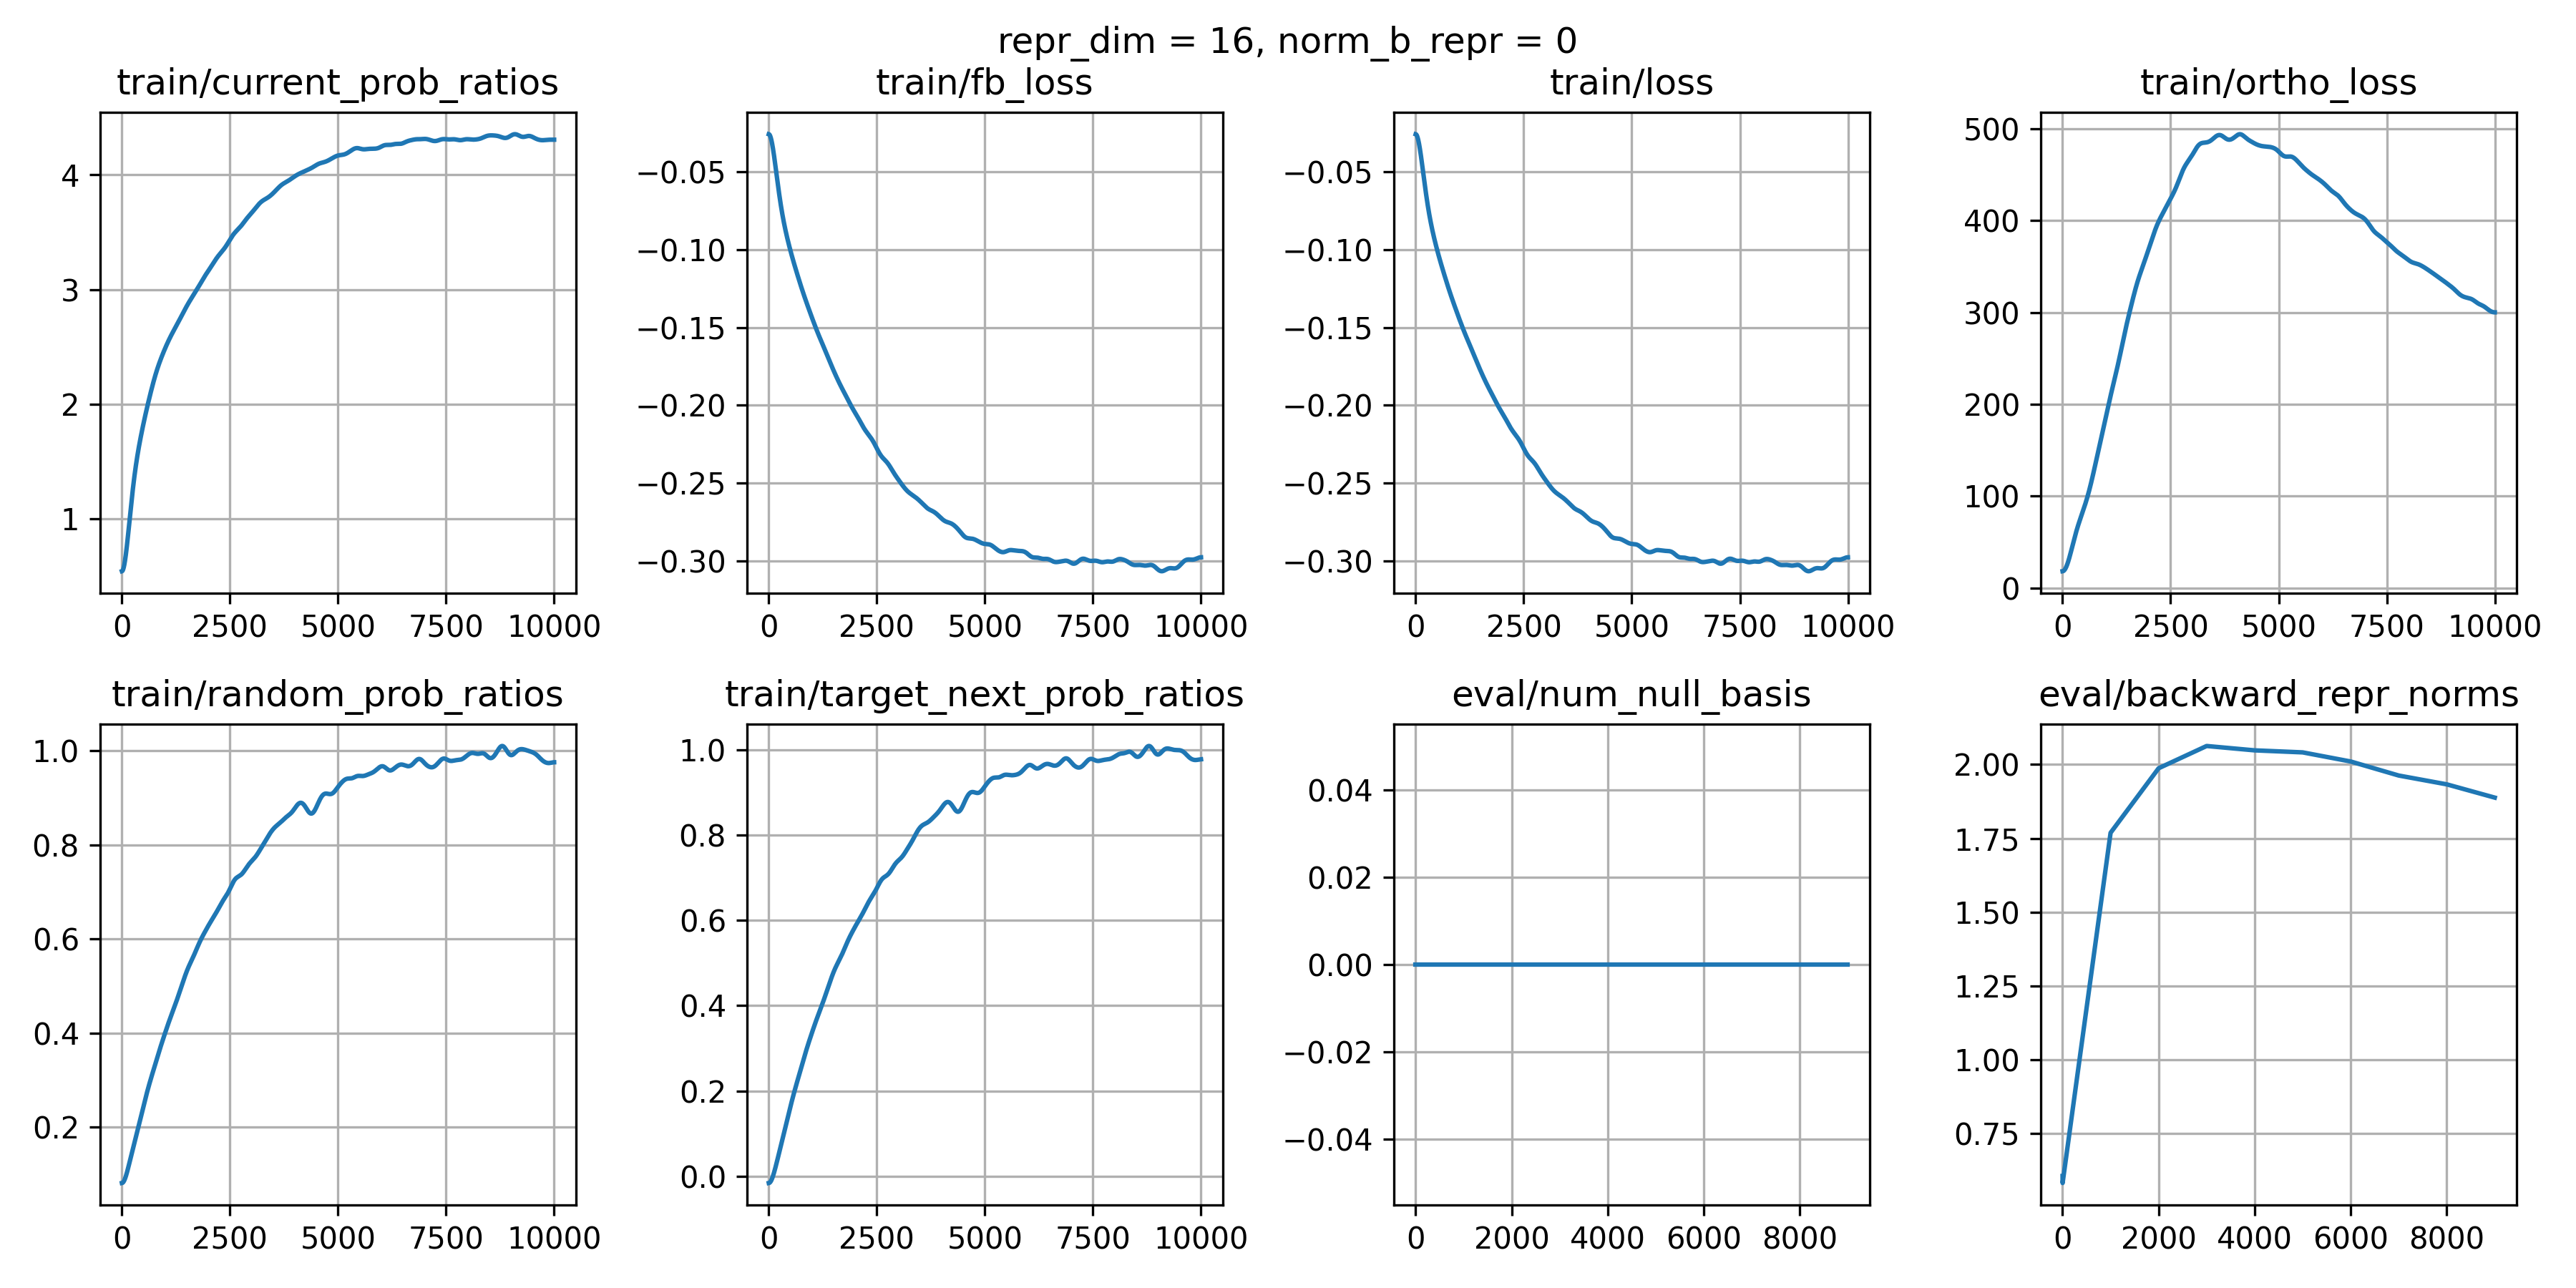 repr_dim = 16, norm_b_repr = 0
train/current_prob_ratios
4
3
2
1
0 2500 5000 7500 10000
train/fb_loss
−0.05
−0.10
−0.15
−0.20
−0.25
−0.30
0 2500 5000 7500 10000
train/loss
−0.05
−0.10
−0.15
−0.20
−0.25
−0.30
0 2500 5000 7500 10000
train/ortho_loss
500
400
300
200
100
0
0 2500 5000 7500 10000
train/random_prob_ratios
1.0
0.8
0.6
0.4
0.2
0 2500 5000 7500 10000
train/target_next_prob_ratios
1.0
0.8
0.6
0.4
0.2
0.0
0 2500 5000 7500 10000
eval/num_null_basis
0.04
0.02
0.00
−0.02
−0.04
0 2000 4000 6000 8000
eval/backward_repr_norms
2.00
1.75
1.50
1.25
1.00
0.75
0 2000 4000 6000 8000